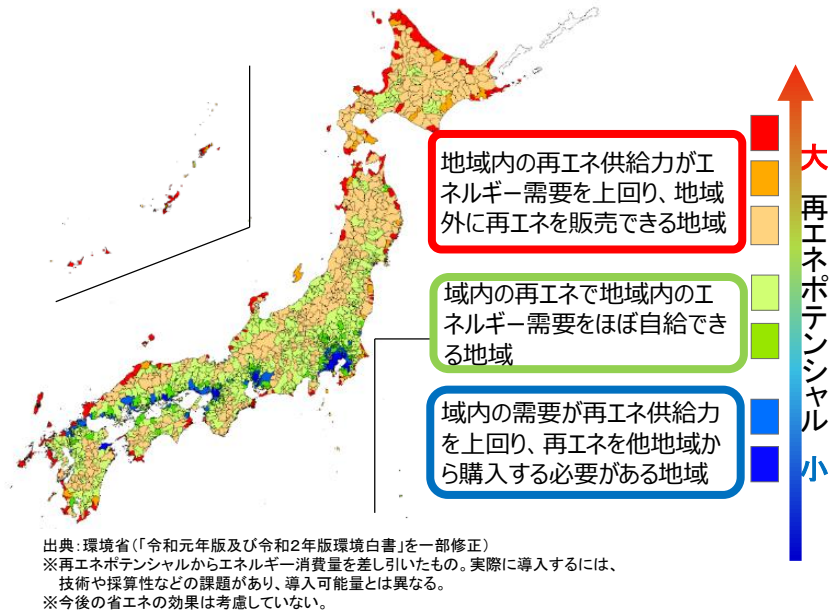 地域内の再エネ供給力がエ
ネルギー需要を上回り、地域
外に再エネを販売できる地域
域内の再エネで地域内のエ
ネルギー需要をほぼ自給でき
る地域
域内の需要が再エネ供給力
を上回り、再エネを他地域か
ら購入する必要がある地域
大 再エネポテンシャル 小
出典:環境省(「令和元年版及び令和2年版環境白書」を一部修正)
※再エネポテンシャルからエネルギー消費量を差し引いたもの。実際に導入するには、
技術や採算性などの課題があり、導入可能量とは異なる。
※今後の省エネの効果は考慮していない。